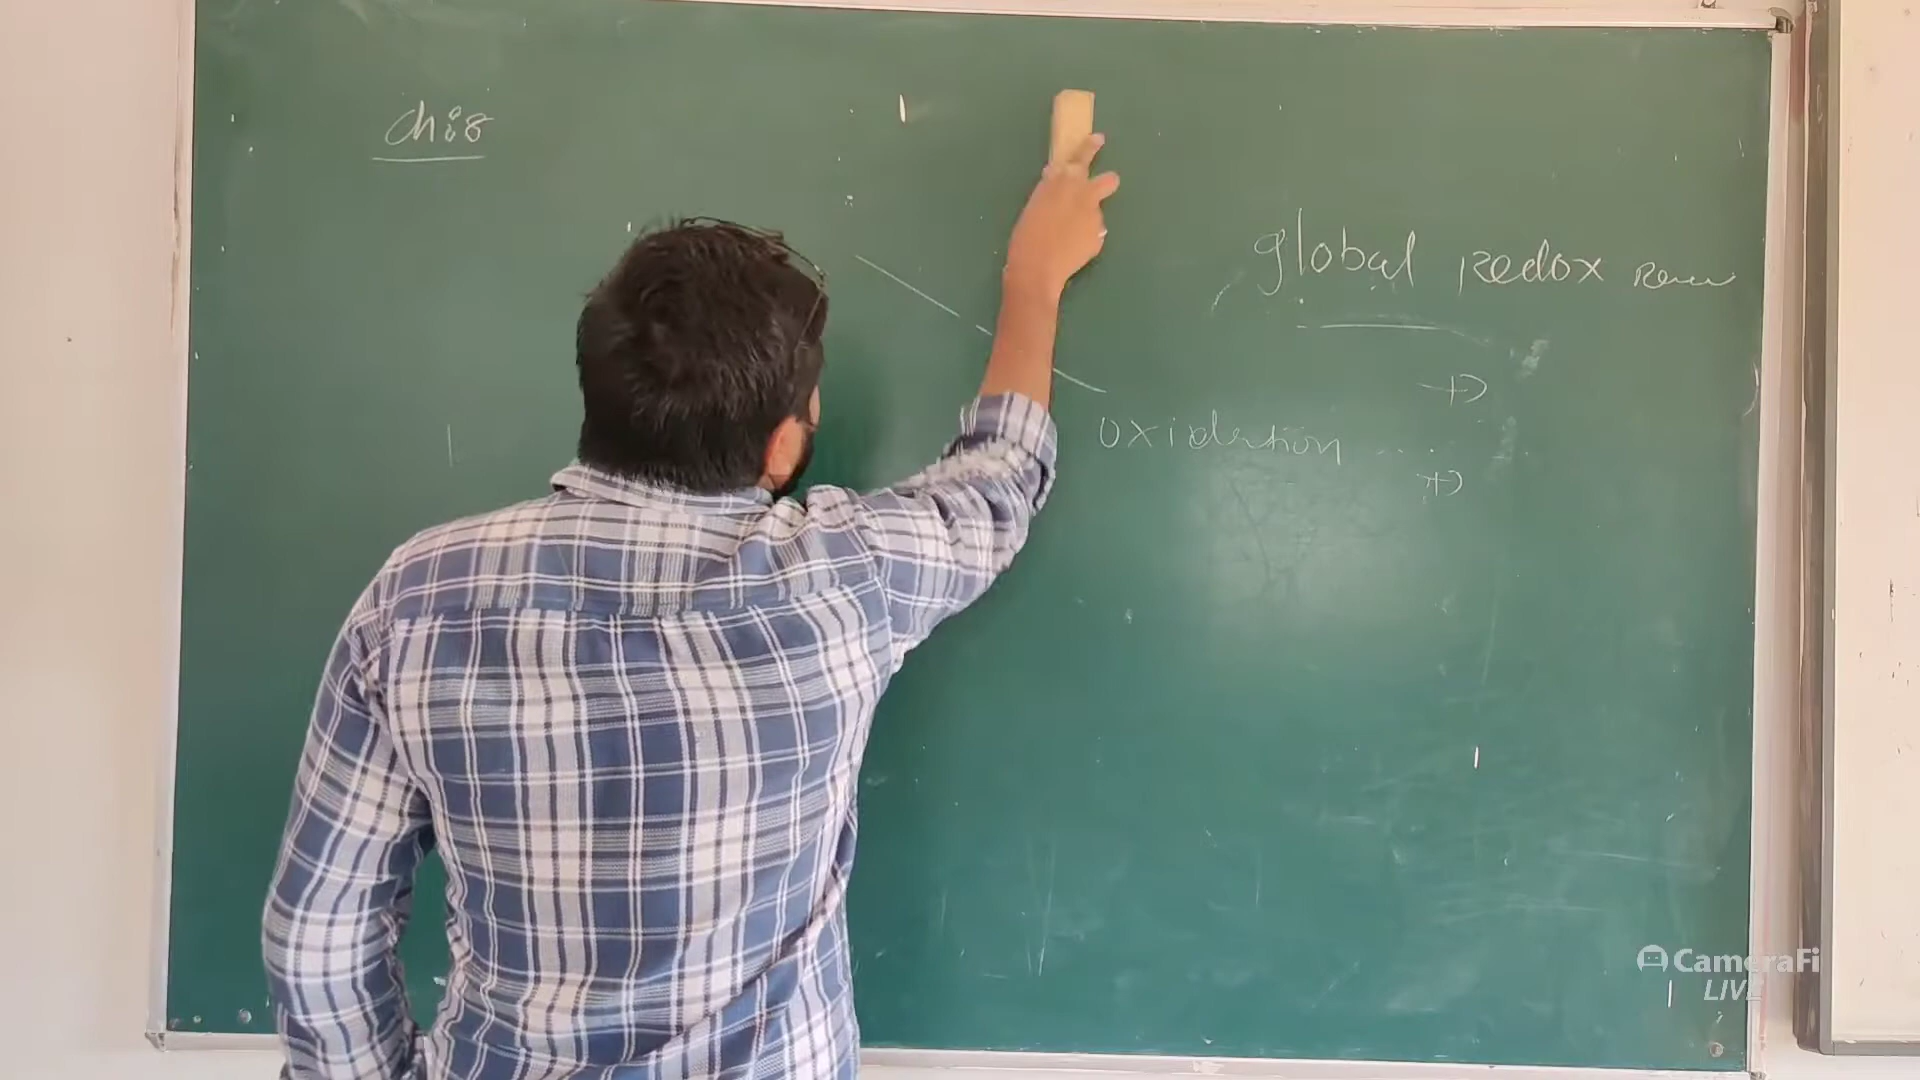 ch:8
global Redox
oxidation ....
CameraFi
LIVE